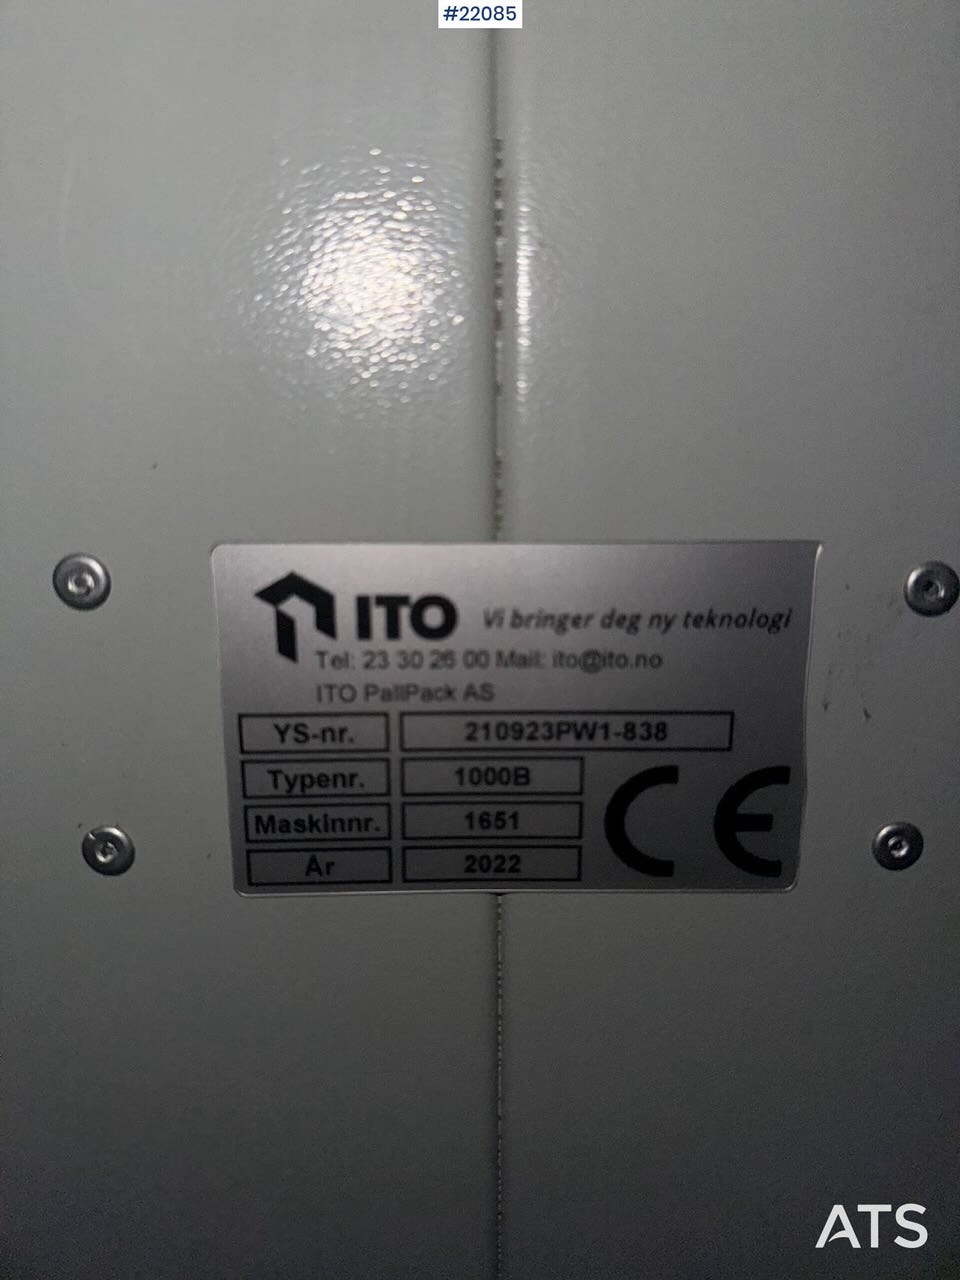 #22085
ITO Vi bringer deg ny teknologi
Tel: 23 30 26 00 Mail: ito@ito.no
ITO PallPack AS
YS-nr. 210923PW1-838
Typenr. 1000B
Maskinnr. 1651
År 2022
CE
ATS